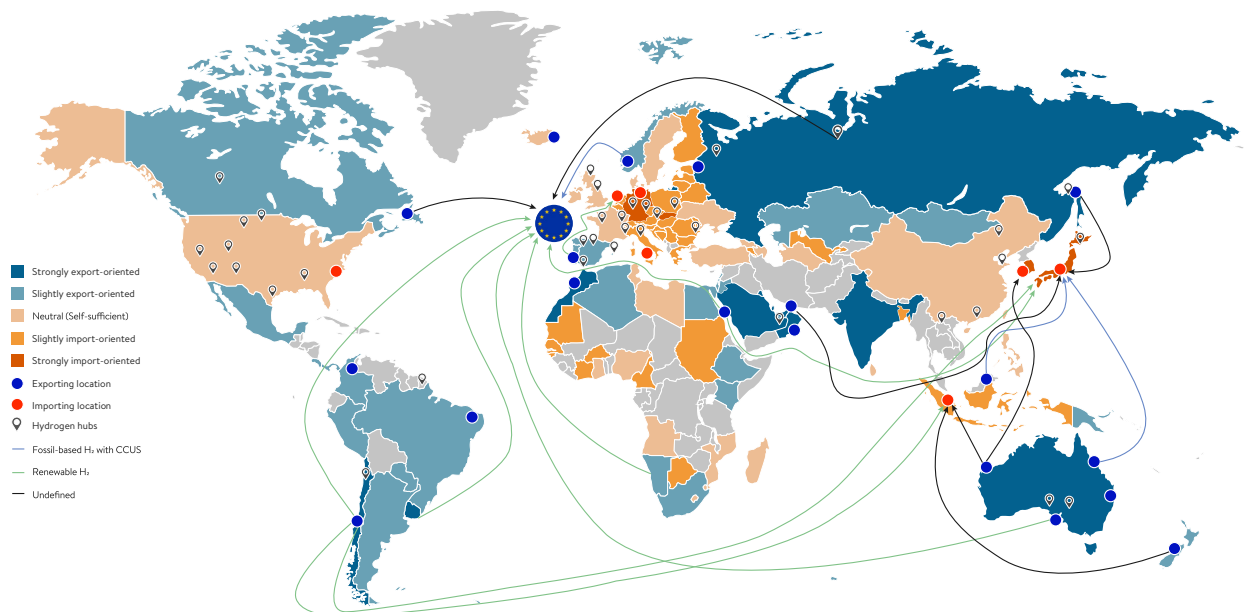 Strongly export-oriented
Slightly export-oriented
Neutral (Self-sufficient)
Slightly import-oriented
Strongly import-oriented
Exporting location
Importing location
Hydrogen hubs
Fossil-based H₂ with CCUS
Renewable H₂
Undefined